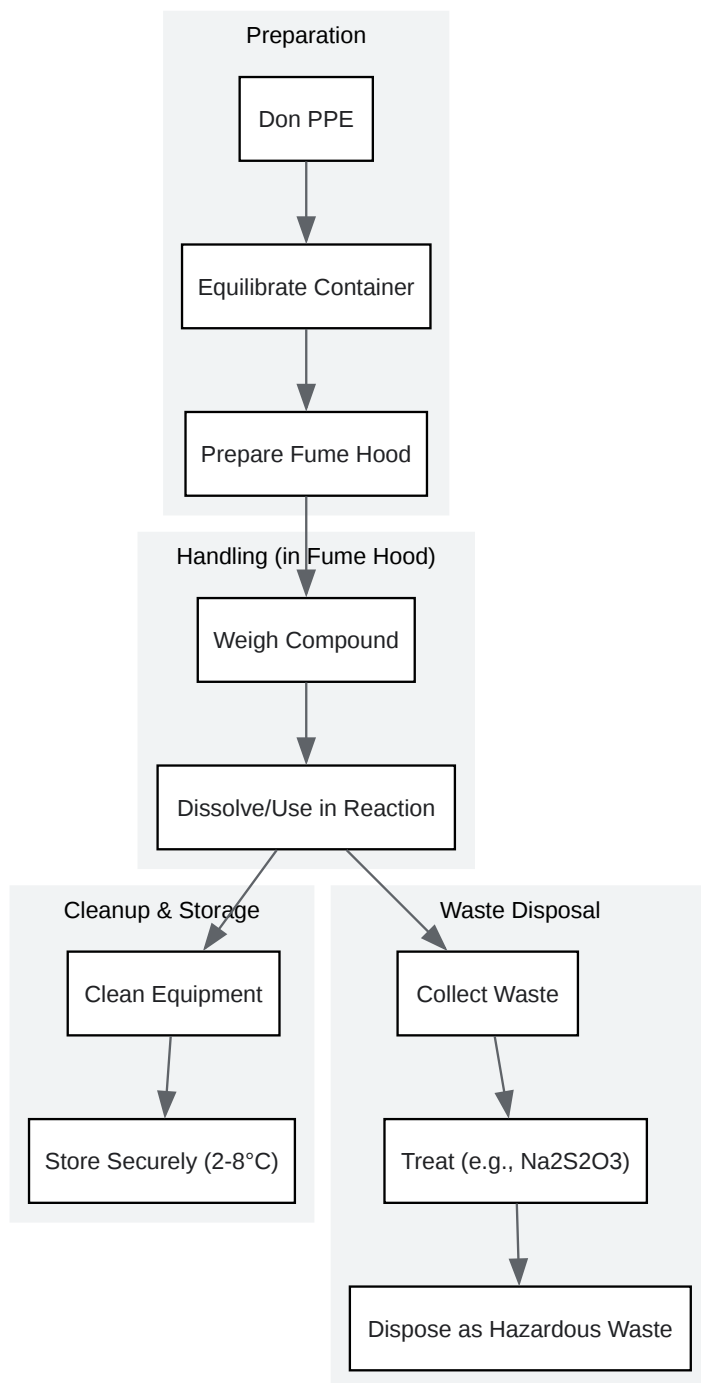 Preparation
Don PPE
Equilibrate Container
Prepare Fume Hood
Handling (in Fume Hood)
Weigh Compound
Dissolve/Use in Reaction
Cleanup & Storage
Clean Equipment
Store Securely (2-8°C)
Waste Disposal
Collect Waste
Treat (e.g., Na2S2O3)
Dispose as Hazardous Waste